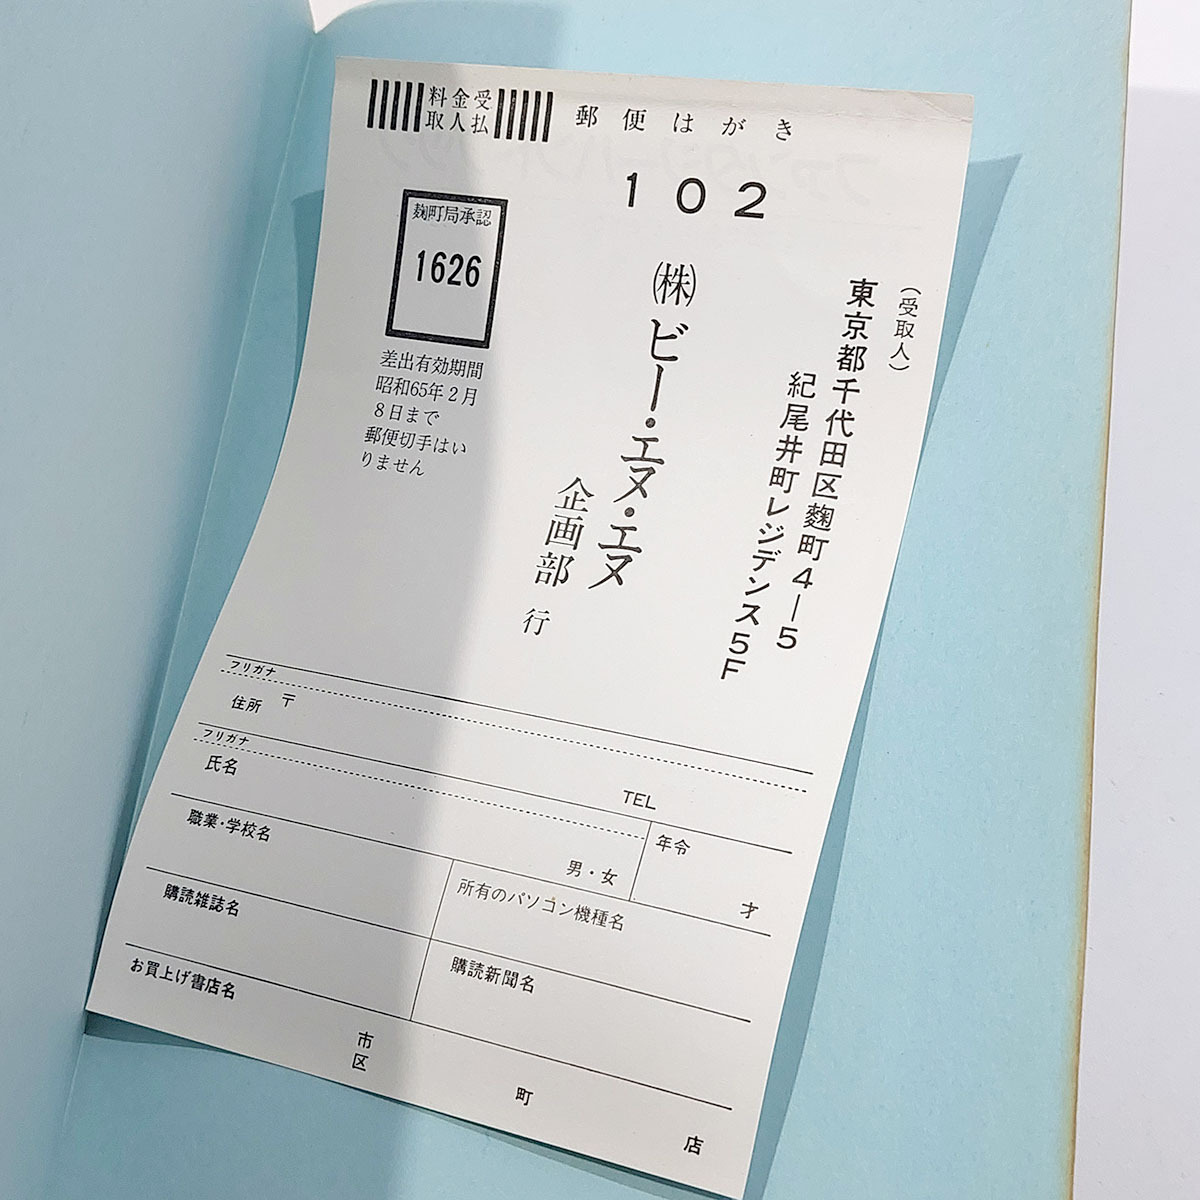 料金受
取人払
郵便はがき
102
麹町局承認
1626
差出有効期間
昭和65年2月
8日まで
郵便切手はい
りません
(受取人)
東京都千代田区麴町4―5
紀尾井町レジデンス5F
㈱ビー・エヌ・エヌ
企画部 行
フリガナ
住所 〒
TEL
フリガナ
氏名
男・女
年令
才
職業・学校名
所有のパソコン機種名
購読雑誌名
購読新聞名
お買上げ書店名
市
区
町
店